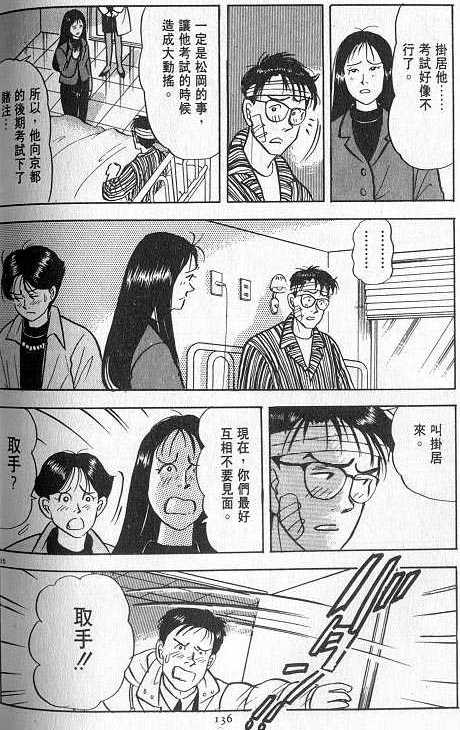 掛居他……
考試好像不
行了。
一定是松岡的事，
讓他考試的時候
造成大動搖。
所以，他向京都
的後期考試下了
賭注…
……
……
叫掛居
來。
現在，你們最好
互相不要見面。
取手？
取手!!
136